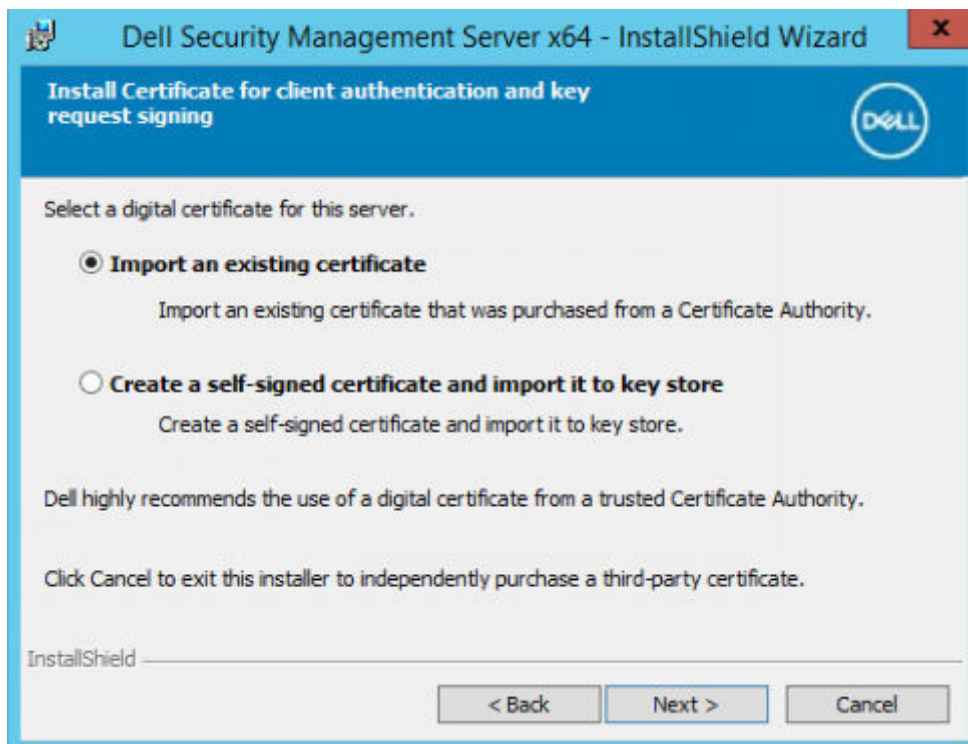 Dell Security Management Server x64 - InstallShield Wizard
x
Install Certificate for client authentication and key
request signing
DELL
Select a digital certificate for this server.
Import an existing certificate
Import an existing certificate that was purchased from a Certificate Authority.
Create a self-signed certificate and import it to key store
Create a self-signed certificate and import it to key store.
Dell highly recommends the use of a digital certificate from a trusted Certificate Authority.
Click Cancel to exit this installer to independently purchase a third-party certificate.
InstallShield
< Back Next > Cancel